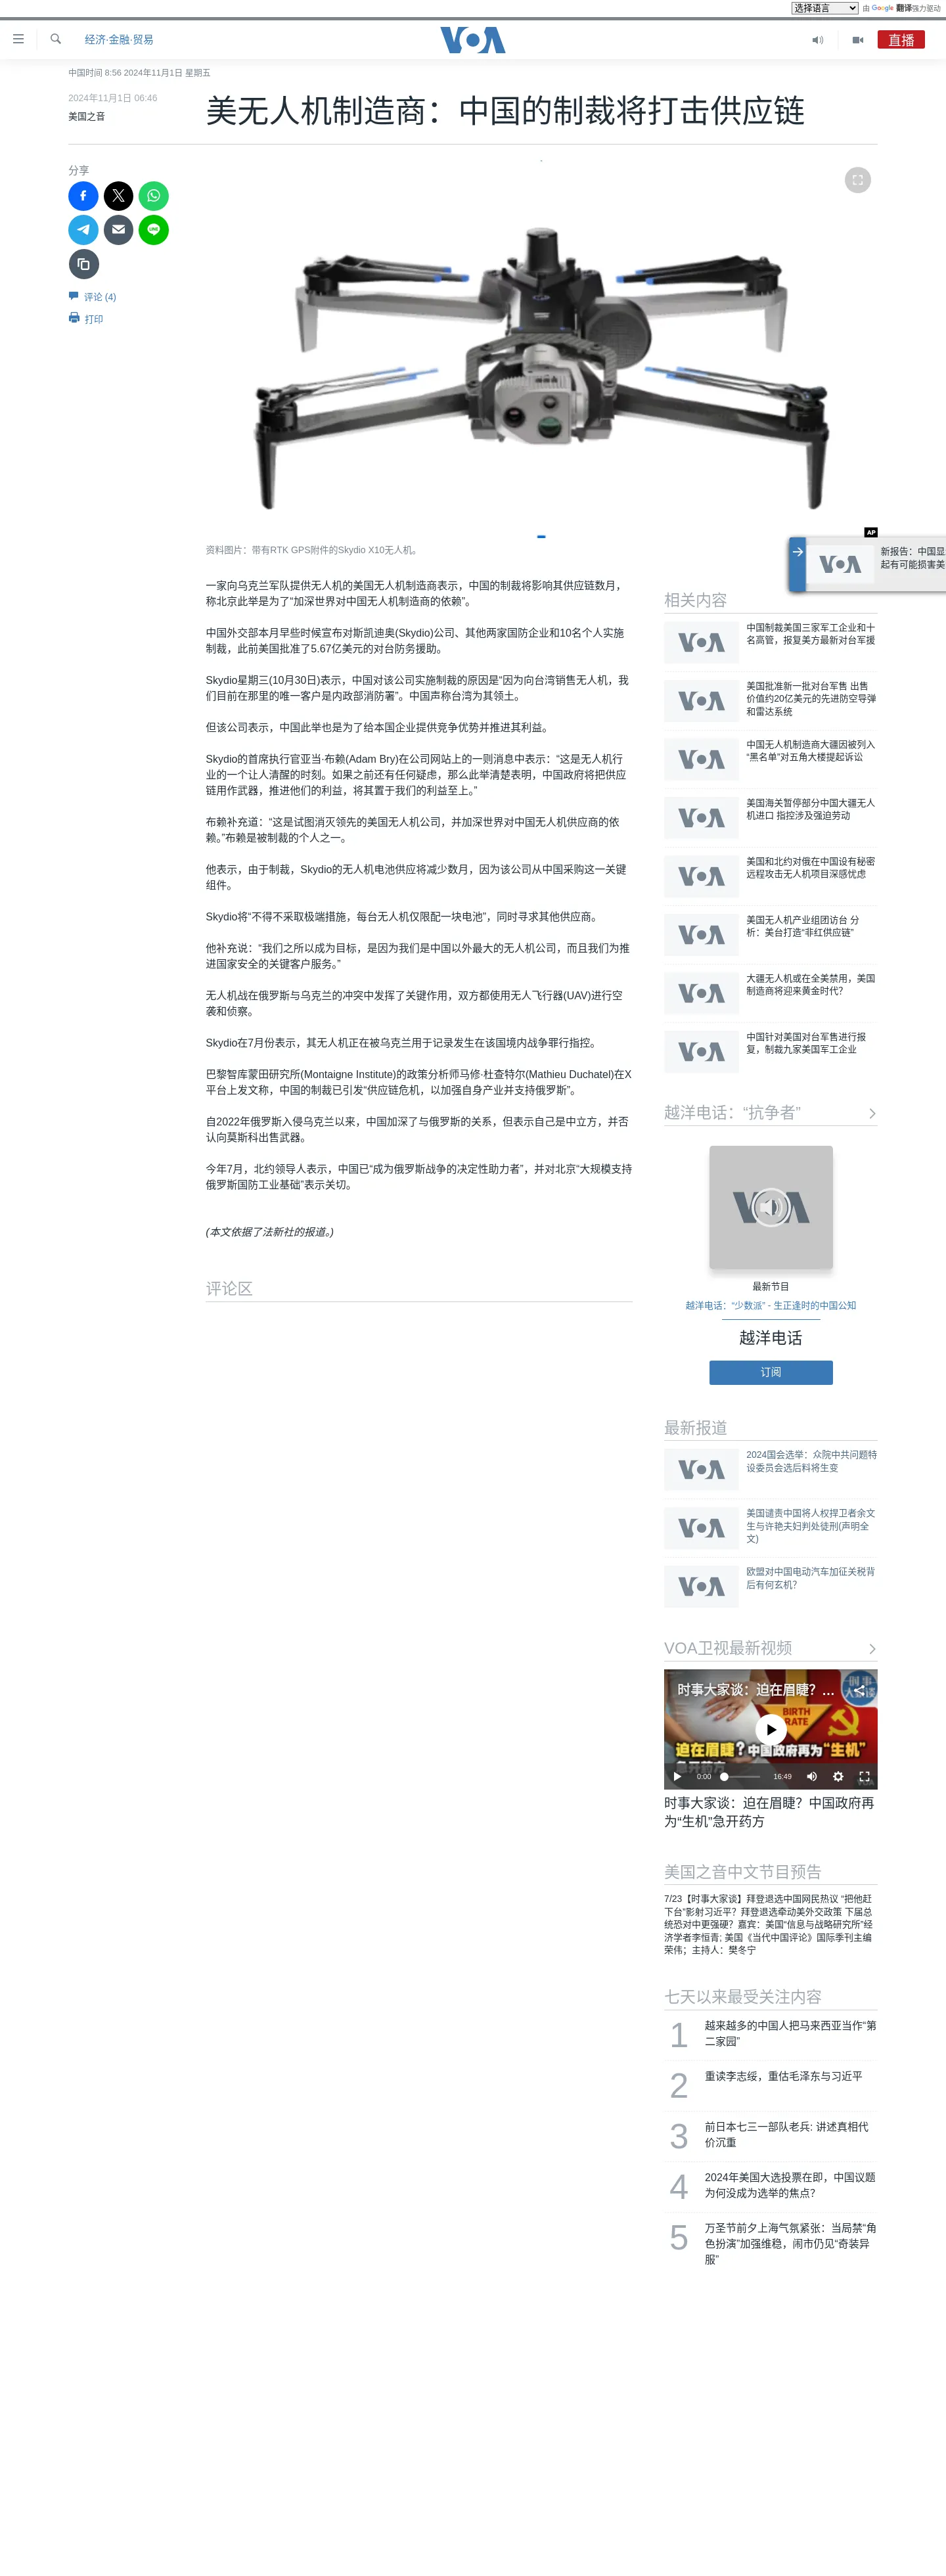 选择语言
由 Google 翻译强力驱动
经济·金融·贸易
VOA
直播
中国时间 8:56 2024年11月1日 星期五
2024年11月1日 06:46
美国之音
美无人机制造商：中国的制裁将打击供应链
分享
评论 (4)
打印
AP
资料图片：带有RTK GPS附件的Skydio X10无人机。
一家向乌克兰军队提供无人机的美国无人机制造商表示，中国的制裁将影响其供应链数月，
称北京此举是为了“加深世界对中国无人机制造商的依赖”。
中国外交部本月早些时候宣布对斯凯迪奥(Skydio)公司、其他两家国防企业和10名个人实施
制裁，此前美国批准了5.67亿美元的对台防务援助。
Skydio星期三(10月30日)表示，中国对该公司实施制裁的原因是“因为向台湾销售无人机，我
们目前在那里的唯一客户是内政部消防署”。中国声称台湾为其领土。
但该公司表示，中国此举也是为了给本国企业提供竞争优势并推进其利益。
Skydio的首席执行官亚当·布赖(Adam Bry)在公司网站上的一则消息中表示：“这是无人机行
业的一个让人清醒的时刻。如果之前还有任何疑虑，那么此举清楚表明，中国政府将把供应
链用作武器，推进他们的利益，将其置于我们的利益至上。”
布赖补充道：“这是试图消灭领先的美国无人机公司，并加深世界对中国无人机供应商的依
赖。”布赖是被制裁的个人之一。
他表示，由于制裁，Skydio的无人机电池供应将减少数月，因为该公司从中国采购这一关键
组件。
Skydio将“不得不采取极端措施，每台无人机仅限配一块电池”，同时寻求其他供应商。
他补充说：“我们之所以成为目标，是因为我们是中国以外最大的无人机公司，而且我们为推
进国家安全的关键客户服务。”
无人机战在俄罗斯与乌克兰的冲突中发挥了关键作用，双方都使用无人飞行器(UAV)进行空
袭和侦察。
Skydio在7月份表示，其无人机正在被乌克兰用于记录发生在该国境内战争罪行指控。
巴黎智库蒙田研究所(Montaigne Institute)的政策分析师马修·杜查特尔(Mathieu Duchatel)在X
平台上发文称，中国的制裁已引发“供应链危机，以加强自身产业并支持俄罗斯”。
自2022年俄罗斯入侵乌克兰以来，中国加深了与俄罗斯的关系，但表示自己是中立方，并否
认向莫斯科出售武器。
今年7月，北约领导人表示，中国已“成为俄罗斯战争的决定性助力者”，并对北京“大规模支持
俄罗斯国防工业基础”表示关切。
(本文依据了法新社的报道。)
评论区
VOA
新报告：中国显
起有可能损害美
相关内容
VOA
中国制裁美国三家军工企业和十
名高管，报复美方最新对台军援
VOA
美国批准新一批对台军售 出售
价值约20亿美元的先进防空导弹
和雷达系统
VOA
中国无人机制造商大疆因被列入
“黑名单”对五角大楼提起诉讼
VOA
美国海关暂停部分中国大疆无人
机进口 指控涉及强迫劳动
VOA
美国和北约对俄在中国设有秘密
远程攻击无人机项目深感忧虑
VOA
美国无人机产业组团访台 分
析：美台打造“非红供应链”
VOA
大疆无人机或在全美禁用，美国
制造商将迎来黄金时代？
VOA
中国针对美国对台军售进行报
复，制裁九家美国军工企业
越洋电话：“抗争者”
VOA
最新节目
越洋电话：“少数派” - 生正逢时的中国公知
越洋电话
订阅
最新报道
VOA
2024国会选举：众院中共问题特
设委员会选后料将生变
VOA
美国谴责中国将人权捍卫者余文
生与许艳夫妇判处徒刑(声明全
文)
VOA
欧盟对中国电动汽车加征关税背
后有何玄机？
VOA卫视最新视频
时事大家谈：迫在眉睫？...
BIRTH
RATE
迫在眉睫？中国政府再为“生机”
急开药方
0:00
16:49
时事大家谈：迫在眉睫？中国政府再
为“生机”急开药方
美国之音中文节目预告
7/23【时事大家谈】拜登退选中国网民热议 “把他赶
下台”影射习近平？拜登退选牵动美外交政策 下届总
统恐对中更强硬？嘉宾：美国“信息与战略研究所”经
济学者李恒青; 美国《当代中国评论》国际季刊主编
荣伟；主持人：樊冬宁
七天以来最受关注内容
1
越来越多的中国人把马来西亚当作“第
二家园”
2
重读李志绥，重估毛泽东与习近平
3
前日本七三一部队老兵: 讲述真相代
价沉重
4
2024年美国大选投票在即，中国议题
为何没成为选举的焦点？
5
万圣节前夕上海气氛紧张：当局禁“角
色扮演”加强维稳，闹市仍见“奇装异
服”